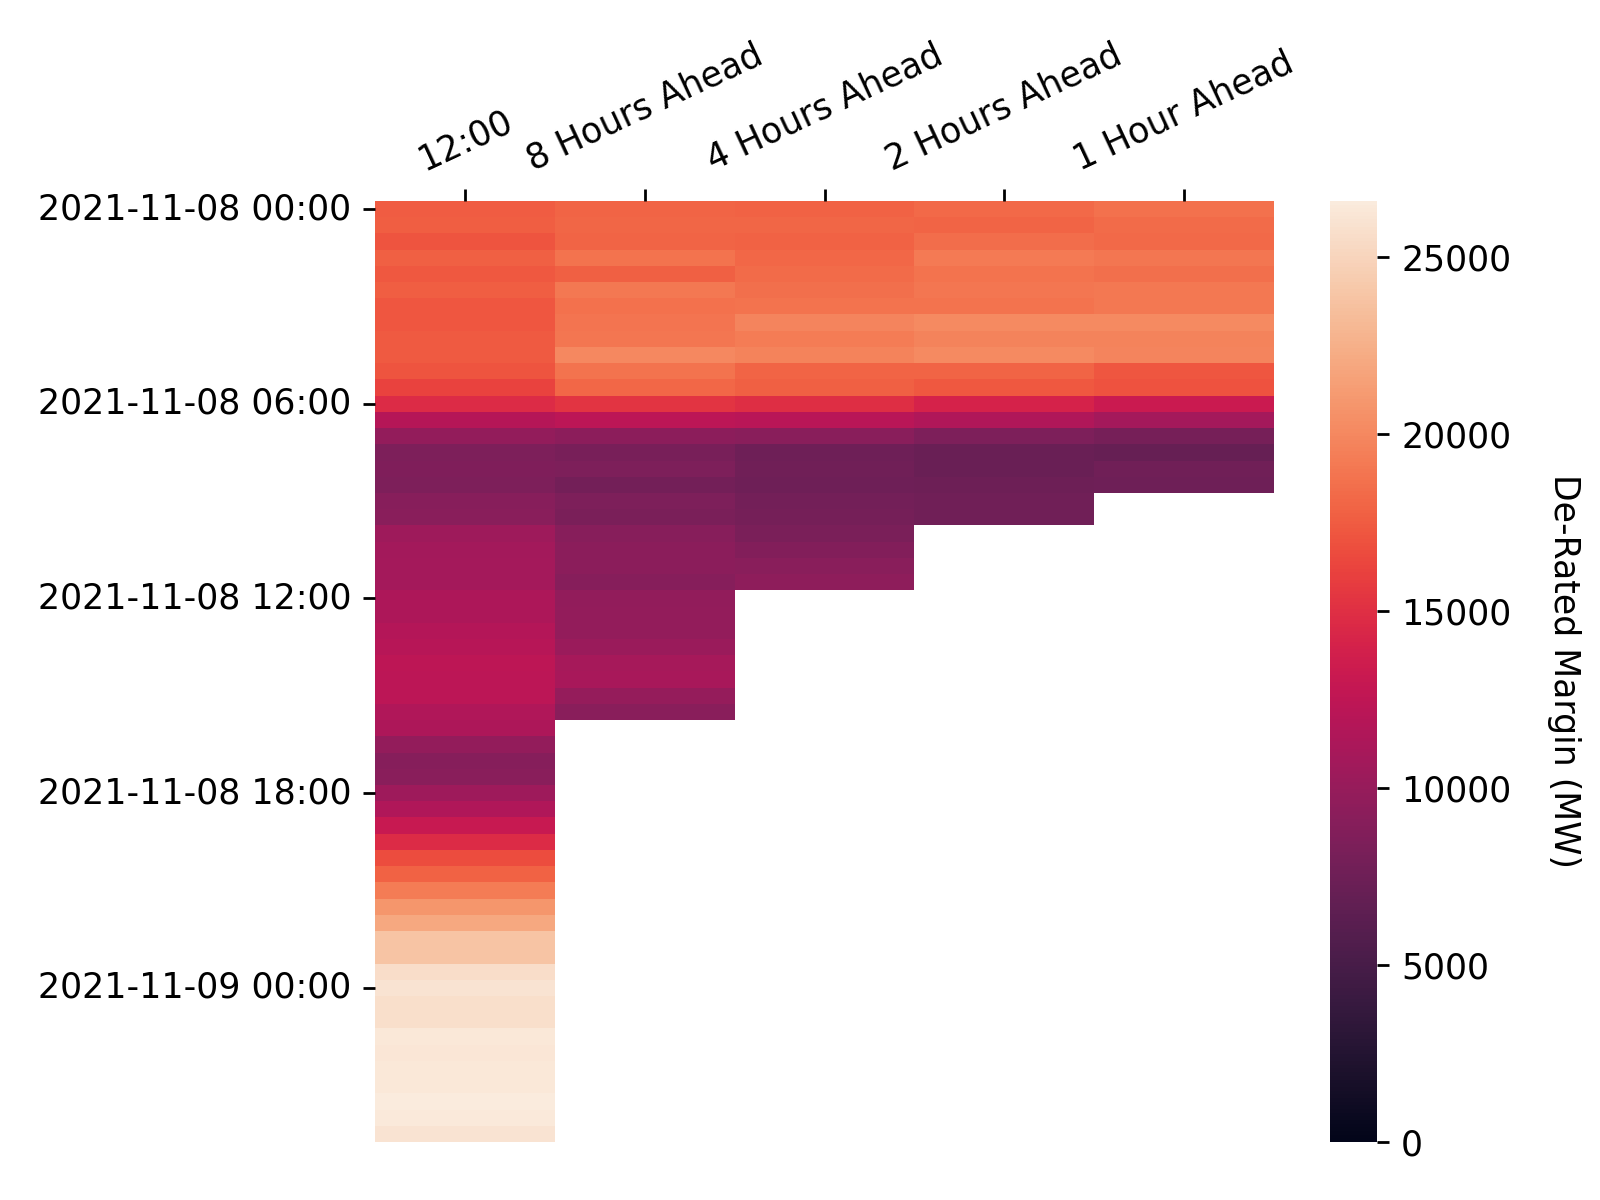 12:00
8 Hours Ahead
4 Hours Ahead
2 Hours Ahead
1 Hour Ahead
2021-11-08 00:00
2021-11-08 06:00
2021-11-08 12:00
2021-11-08 18:00
2021-11-09 00:00
25000
20000
15000
10000
5000
0
De-Rated Margin (MW)